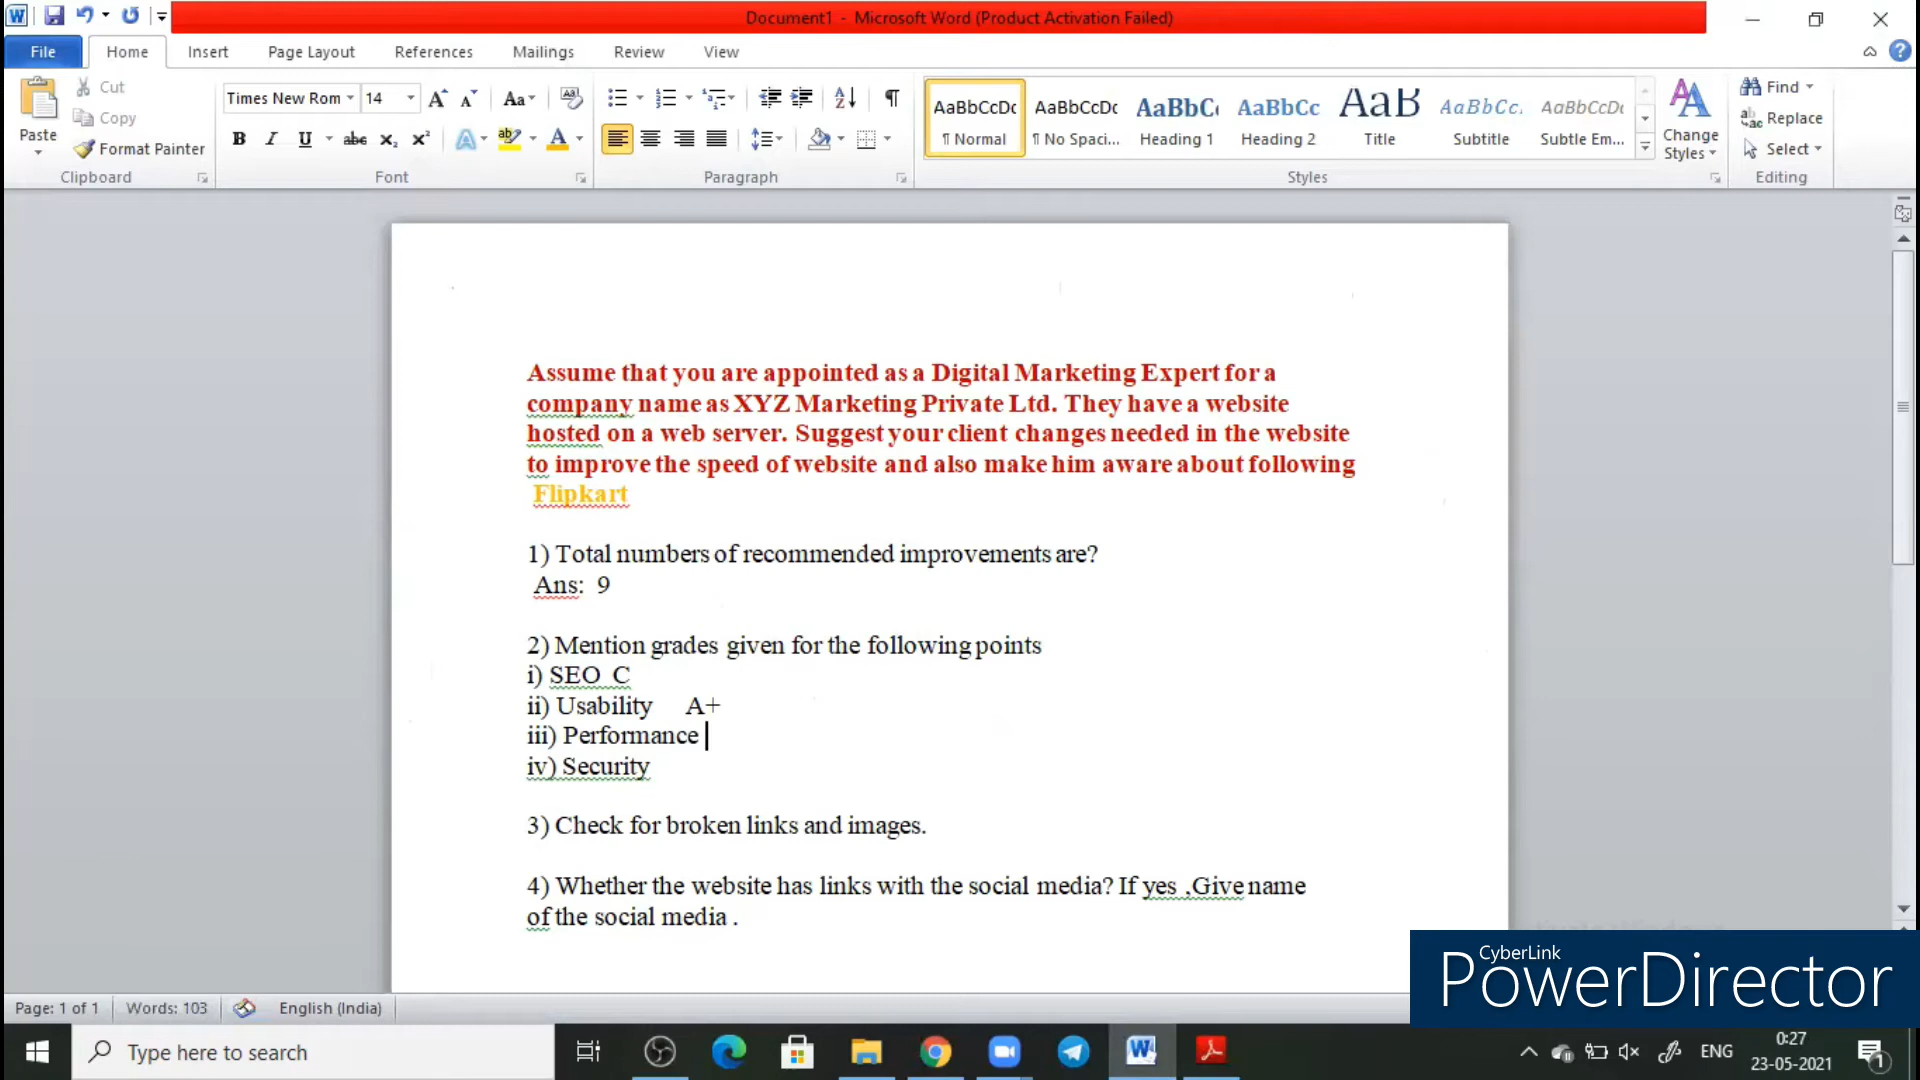 Document1 - Microsoft Word (Product Activation Failed)
File Home Insert Page Layout References Mailings Review View
Paste
Cut
Copy
Format Painter
Clipboard
Times New Rom 14
Font
Paragraph
AaBbCcDc AaBbCcDc AaBbC AaBbCc AaB AaBbCc. AaBbCcDc
¶ Normal ¶ No Spaci... Heading 1 Heading 2 Title Subtitle Subtle Em...
Change Styles
Styles
Find
Replace
Select
Editing
Assume that you are appointed as a Digital Marketing Expert for a
company name as XYZ Marketing Private Ltd. They have a website
hosted on a web server. Suggest your client changes needed in the website
to improve the speed of website and also make him aware about following
Flipkart
1) Total numbers of recommended improvements are?
Ans: 9
2) Mention grades given for the following points
i) SEO C
ii) Usability A+
iii) Performance
iv) Security
3) Check for broken links and images.
4) Whether the website has links with the social media? If yes ,Give name
of the social media .
CyberLink
PowerDirector
Page: 1 of 1 Words: 103 English (India)
Type here to search
ENG
0:27
23-05-2021
1